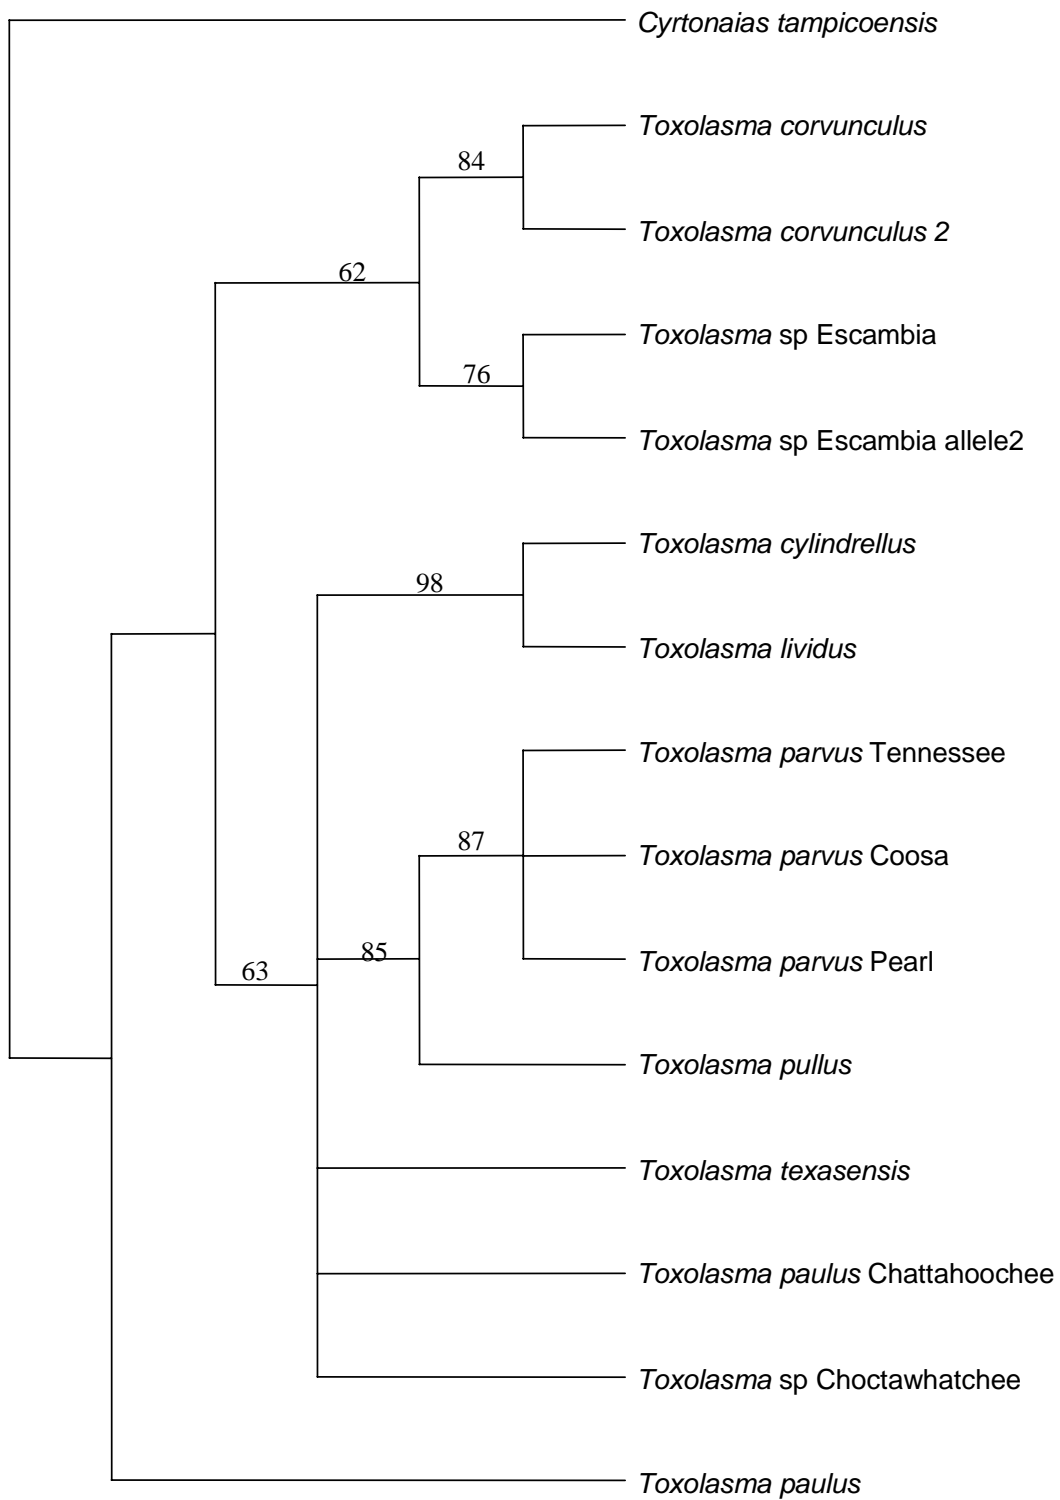 Cyrtonaias tampicoensis
Toxolasma corvunculus
84
Toxolasma corvunculus 2
62
Toxolasma sp Escambia
76
Toxolasma sp Escambia allele2
Toxolasma cylindrellus
98
Toxolasma lividus
Toxolasma parvus Tennessee
87
Toxolasma parvus Coosa
85
Toxolasma parvus Pearl
63
Toxolasma pullus
Toxolasma texasensis
Toxolasma paulus Chattahoochee
Toxolasma sp Choctawhatchee
Toxolasma paulus